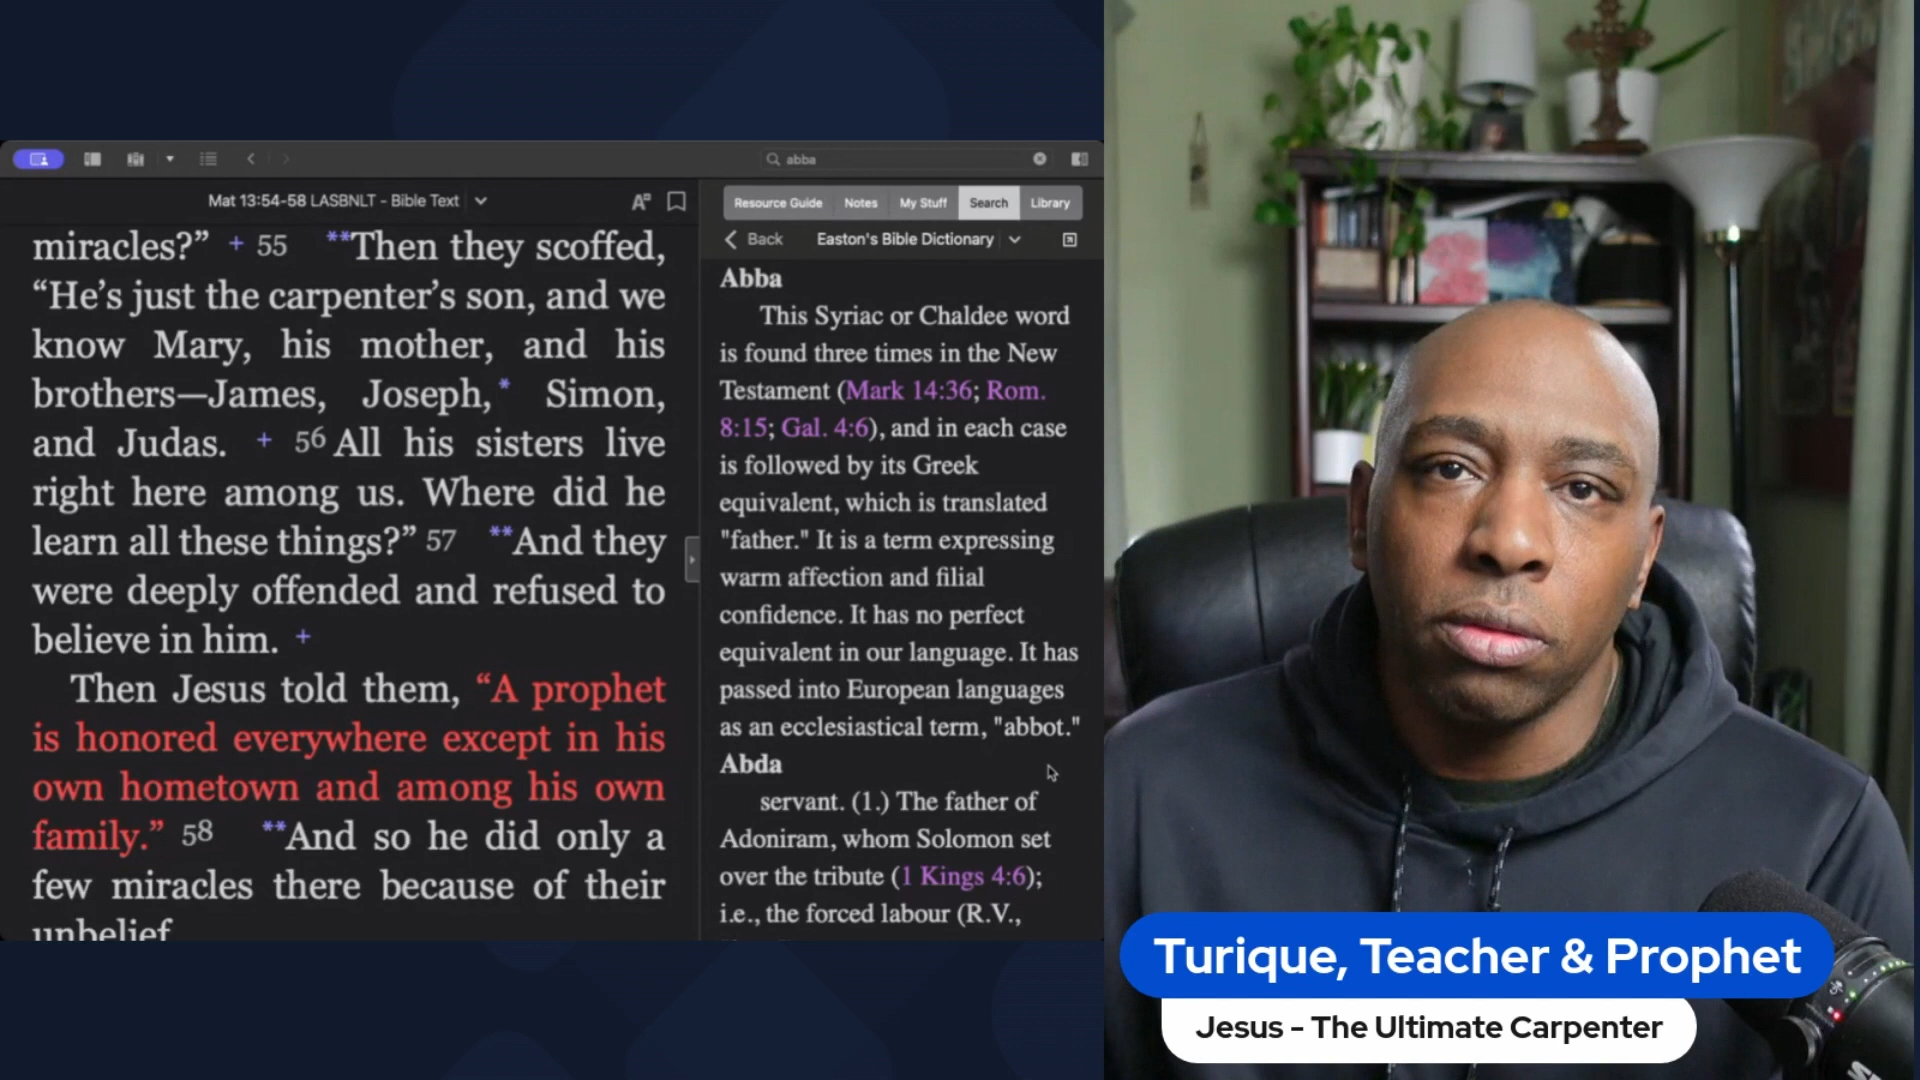 abba
Mat 13:54-58 LASBNLT - Bible Text
miracles?” + 55 **Then they scoffed,
“He’s just the carpenter’s son, and we
know Mary, his mother, and his
brothers—James, Joseph,* Simon,
and Judas. + 56 All his sisters live
right here among us. Where did he
learn all these things?” 57 **And they
were deeply offended and refused to
believe in him. +
Then Jesus told them, “A prophet
is honored everywhere except in his
own hometown and among his own
family.” 58 **And so he did only a
few miracles there because of their
unbelief
Resource Guide Notes My Stuff Search Library
Back Easton's Bible Dictionary
Abba
This Syriac or Chaldee word
is found three times in the New
Testament (Mark 14:36; Rom.
8:15; Gal. 4:6), and in each case
is followed by its Greek
equivalent, which is translated
"father." It is a term expressing
warm affection and filial
confidence. It has no perfect
equivalent in our language. It has
passed into European languages
as an ecclesiastical term, "abbot."
Abda
servant. (1.) The father of
Adoniram, whom Solomon set
over the tribute (1 Kings 4:6);
i.e., the forced labour (R.V.,
Turique, Teacher & Prophet
Jesus - The Ultimate Carpenter